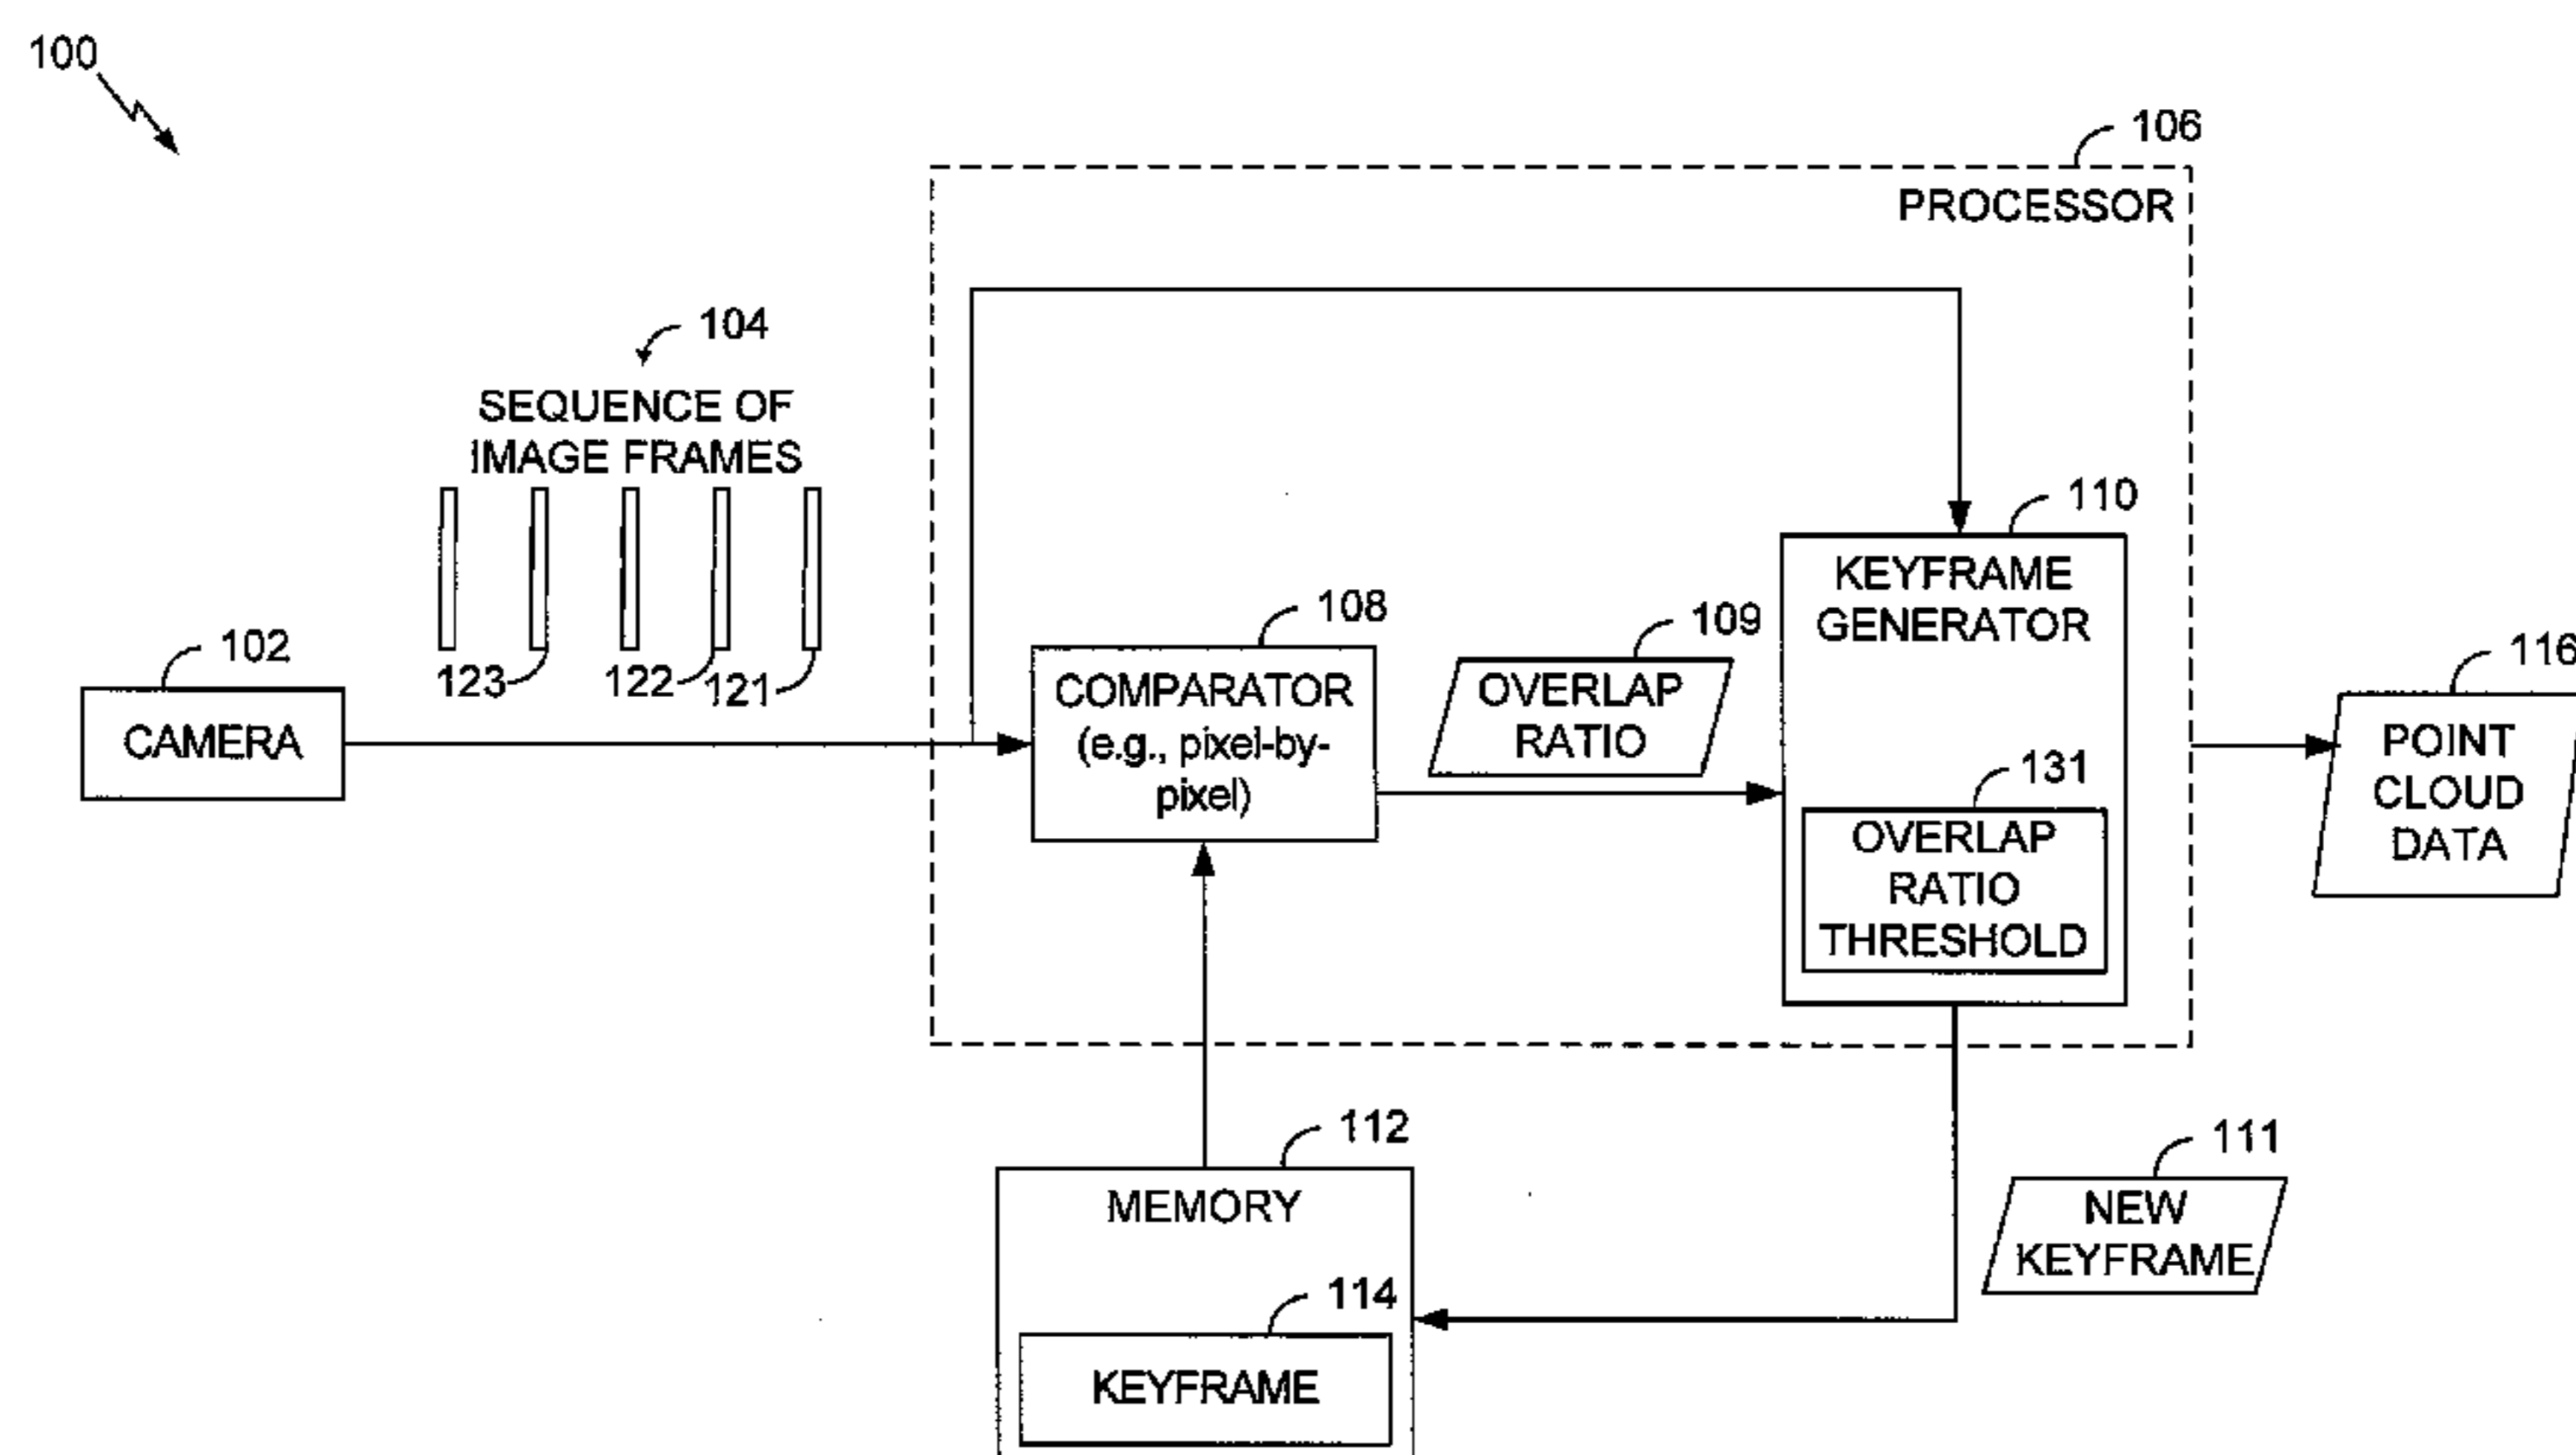 100
106
PROCESSOR
104
SEQUENCE OF
IMAGE FRAMES
110
KEYFRAME
GENERATOR
108
109
102
123
122
121
116
COMPARATOR
(e.g., pixel-by-
pixel)
OVERLAP
RATIO
CAMERA
POINT
CLOUD
DATA
131
OVERLAP
RATIO
THRESHOLD
112
MEMORY
111
NEW
KEYFRAME
114
KEYFRAME